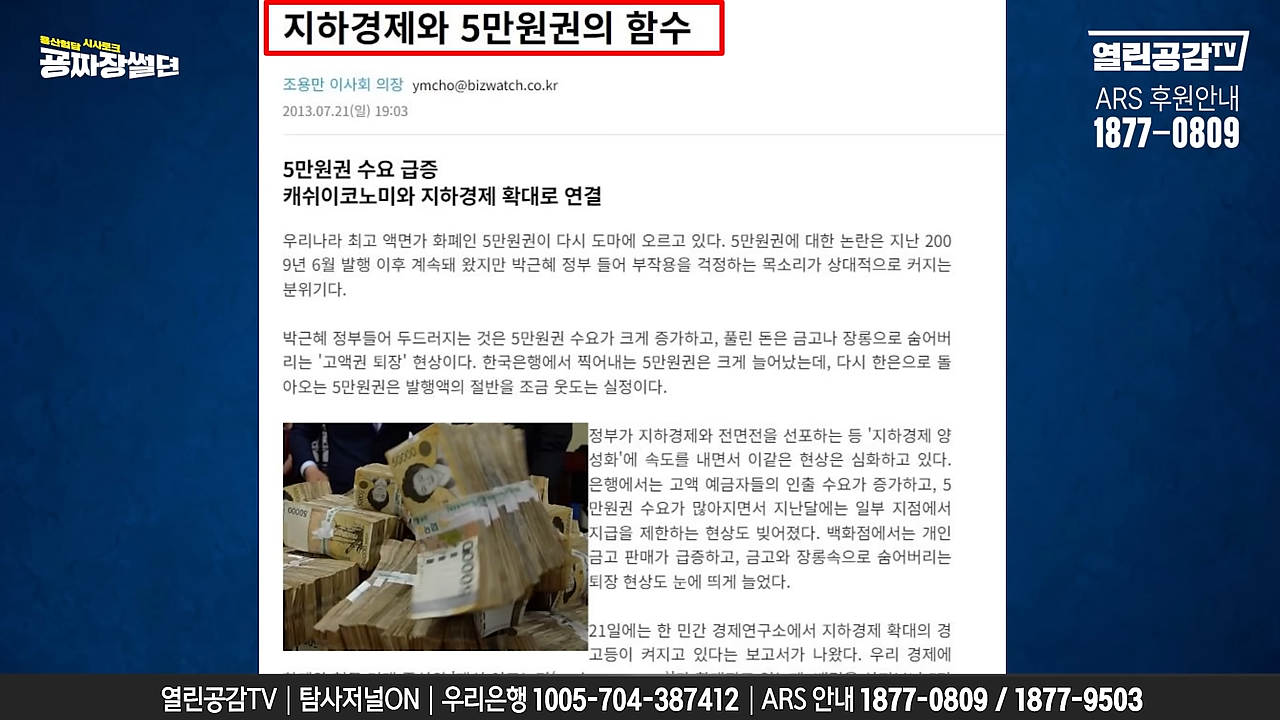 용산협담 시사토크
퐁짜장썰뎐
열린공감TV
ARS 후원안내
1877-0809
지하경제와 5만원권의 함수
조용만 이사회 의장 ymcho@bizwatch.co.kr
2013.07.21(일) 19:03
5만원권 수요 급증
캐쉬이코노미와 지하경제 확대로 연결
우리나라 최고 액면가 화폐인 5만원권이 다시 도마에 오르고 있다. 5만원권에 대한 논란은 지난 200
9년 6월 발행 이후 계속돼 왔지만 박근혜 정부 들어 부작용을 걱정하는 목소리가 상대적으로 커지는
분위기다.
박근혜 정부들어 두드러지는 것은 5만원권 수요가 크게 증가하고, 풀린 돈은 금고나 장롱으로 숨어버
리는 '고액권 퇴장' 현상이다. 한국은행에서 찍어내는 5만원권은 크게 늘어났는데, 다시 한은으로 돌
아오는 5만원권은 발행액의 절반을 조금 웃도는 실정이다.
정부가 지하경제와 전면전을 선포하는 등 '지하경제 양
성화'에 속도를 내면서 이같은 현상은 심화하고 있다.
은행에서는 고액 예금자들의 인출 수요가 증가하고, 5
만원권 수요가 많아지면서 지난달에는 일부 지점에서
지급을 제한하는 현상도 빚어졌다. 백화점에서는 개인
금고 판매가 급증하고, 금고와 장롱속으로 숨어버리는
퇴장 현상도 눈에 띄게 늘었다.
50000
50000
50000
21일에는 한 민간 경제연구소에서 지하경제 확대의 경
고등이 켜지고 있다는 보고서가 나왔다. 우리 경제에
열린공감TV | 탐사저널ON | 우리은행 1005-704-387412 | ARS 안내 1877-0809 / 1877-9503